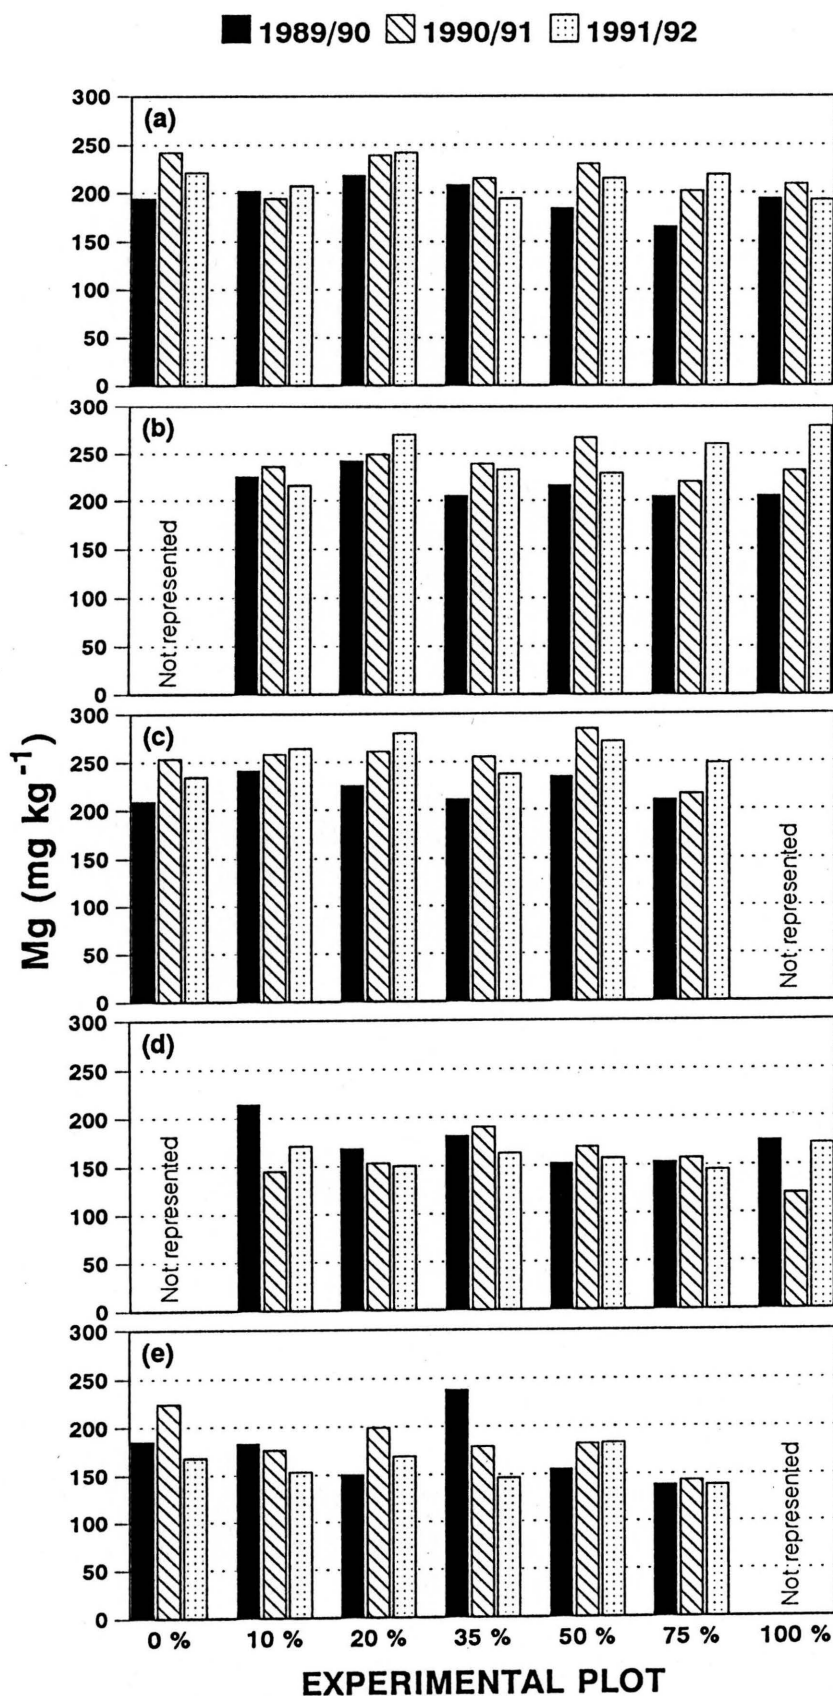 1989/90 1990/91 1991/92
300
250
200
150
100
50
0
(a)
300
250
200
150
100
50
0
(b)
Not represented
300
250
200
150
100
50
0
(c)
Not represented
300
250
200
150
100
50
0
(d)
Not represented
300
250
200
150
100
50
0
(e)
Not represented
Mg (mg kg⁻¹)
0 % 10 % 20 % 35 % 50 % 75 % 100 %
EXPERIMENTAL PLOT